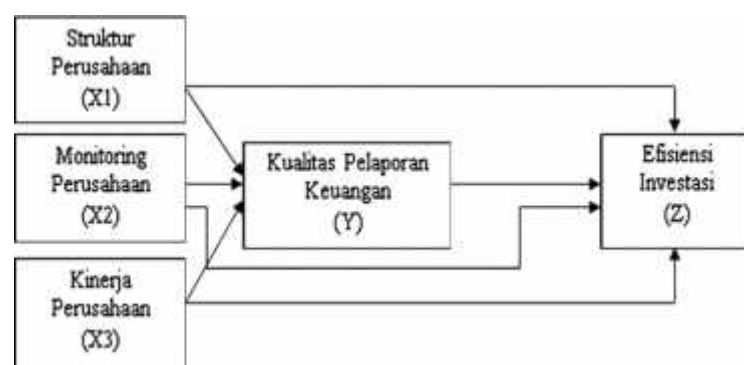 Struktur
Perusahaan
(X1)
Monitoring
Perusahaan
(X2)
Kinerja
Perusahaan
(X3)
Kualitas Pelaporan
Keuangan
(Y)
Efisiensi
Investasi
(Z)